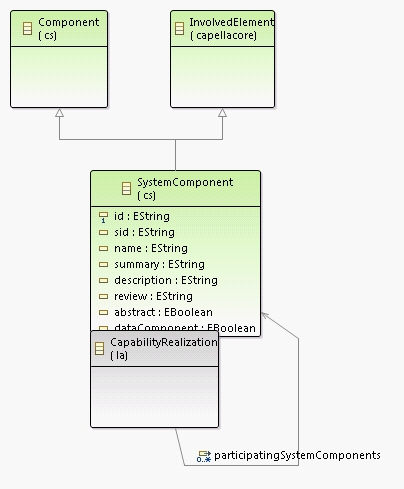 Component
( cs)
InvolvedElement
( capellacore)
SystemComponent
( cs)
id : EString
sid : EString
name : EString
summary : EString
description : EString
review : EString
abstract : EBoolean
dataComponent : EBoolean
CapabilityRealization
( la)
0..* participatingSystemComponents